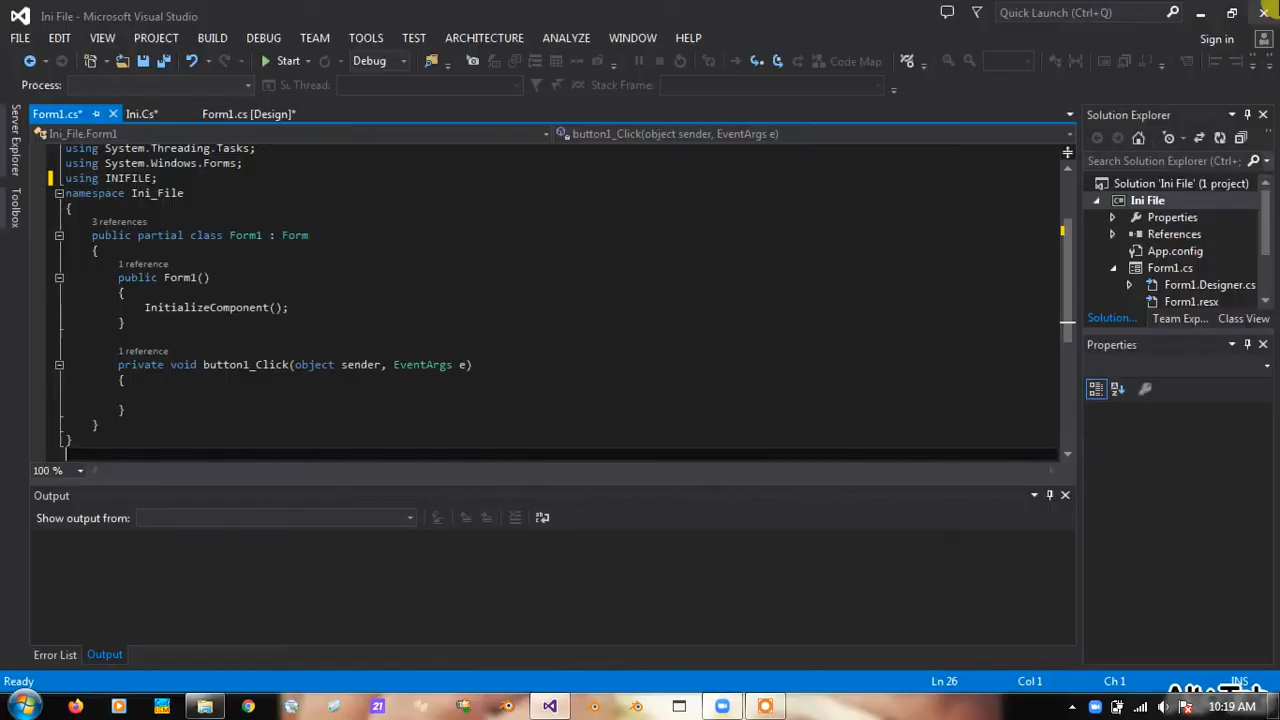 Ini File - Microsoft Visual Studio
Quick Launch (Ctrl+Q)
FILE EDIT VIEW PROJECT BUILD DEBUG TEAM TOOLS TEST ARCHITECTURE ANALYZE WINDOW HELP
Sign in
Start Debug Code Map
Process: Thread: Stack Frame:
Server Explorer
Toolbox
Form1.cs* Ini.Cs* Form1.cs [Design]*
Ini_File.Form1 button1_Click(object sender, EventArgs e)
using System.Threading.Tasks;
using System.Windows.Forms;
using INIFILE;
namespace Ini_File
{
3 references
public partial class Form1 : Form
{
1 reference
public Form1()
{
InitializeComponent();
}
1 reference
private void button1_Click(object sender, EventArgs e)
{
}
}
}
100 %
Output
Show output from:
Error List Output
Solution Explorer
Search Solution Explorer (Ctrl+;)
Solution 'Ini File' (1 project)
Ini File
Properties
References
App.config
Form1.cs
Form1.Designer.cs
Form1.resx
Solution... Team Exp... Class View
Properties
Ready Ln 26 Col 1 Ch 1 INS
21
10:19 AM